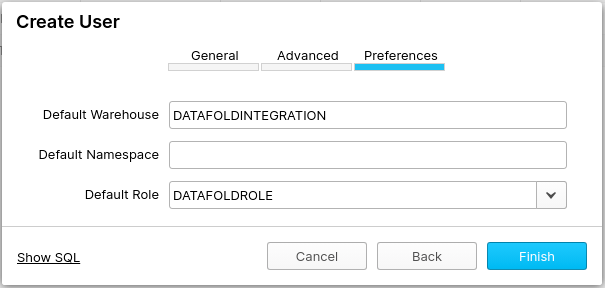 Create User
General
Advanced
Preferences
Default Warehouse DATAFOLDINTEGRATION
Default Namespace
Default Role DATAFOLDROLE
Show SQL
Cancel
Back
Finish